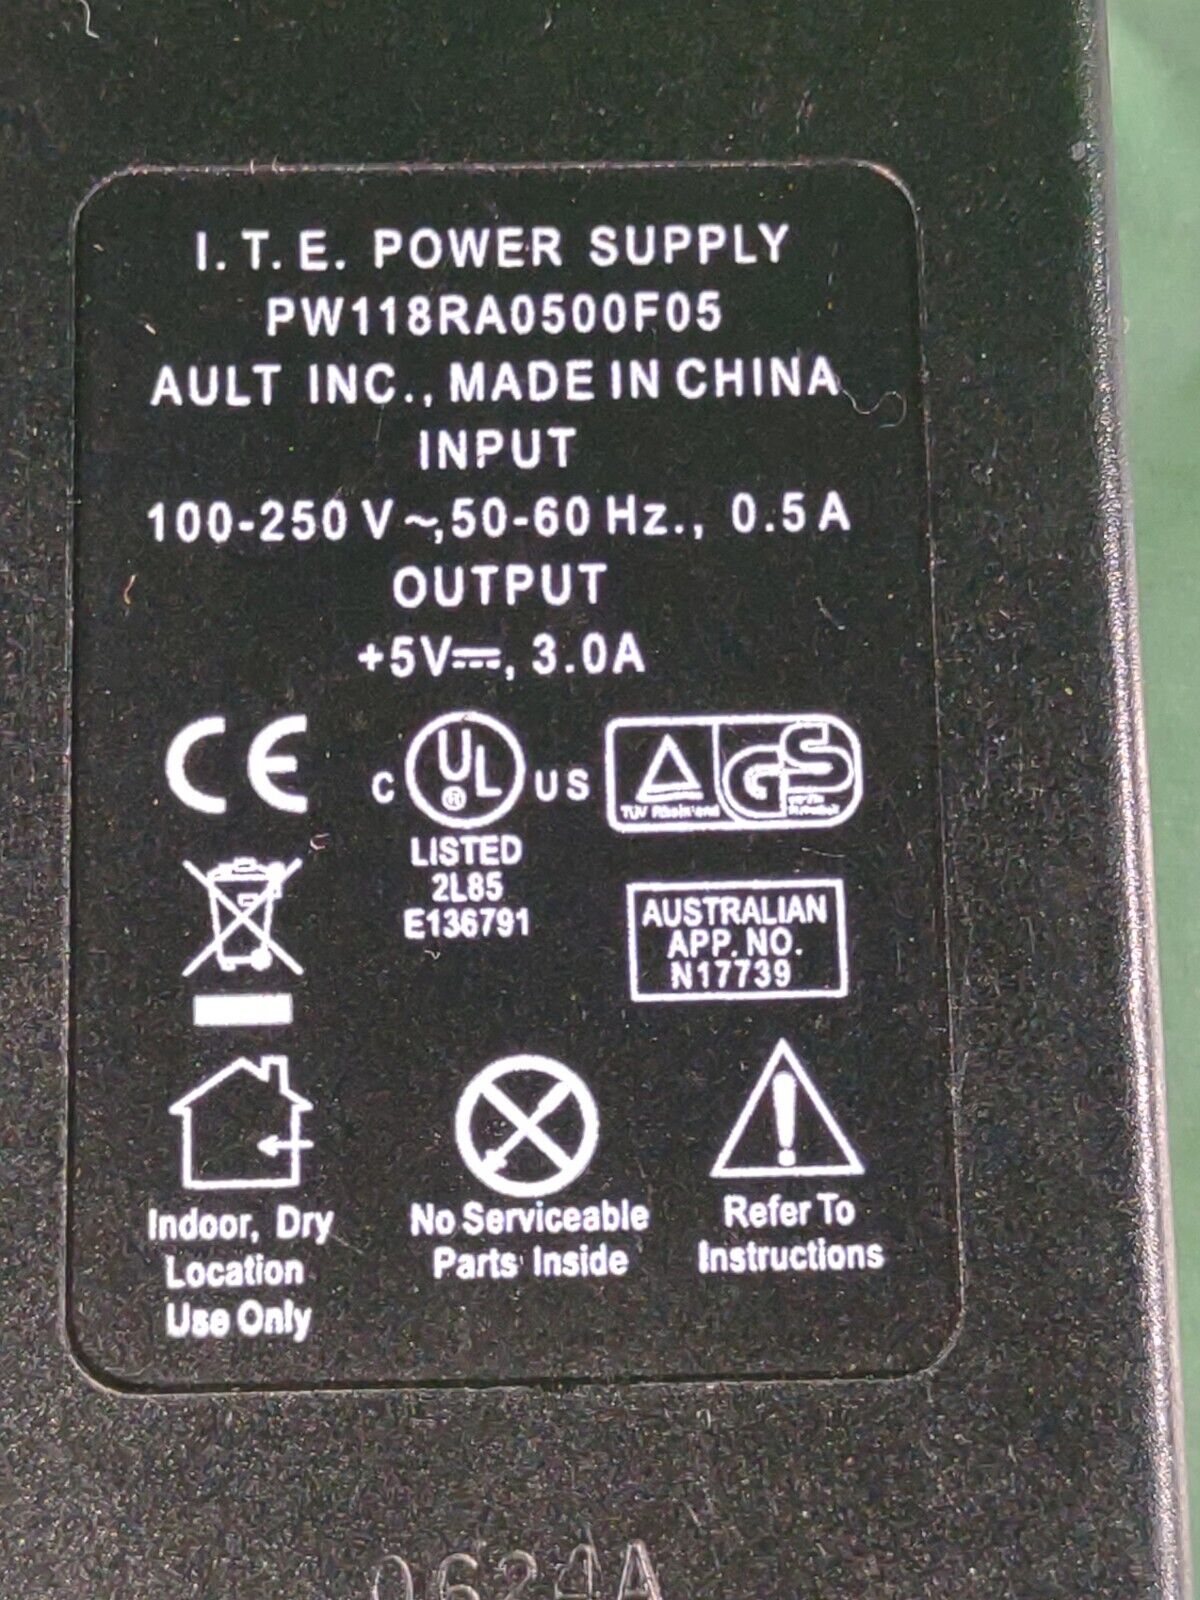 I.T.E. POWER SUPPLY
PW118RA0500F05
AULT INC., MADE IN CHINA
INPUT
100-250 V ~, 50-60 Hz., 0.5 A
OUTPUT
+5V⎓, 3.0A
CE
C UL US
LISTED
2L85
E136791
TÜV Rheinland
GS
AUSTRALIAN
APP. NO.
N17739
Indoor, Dry
Location
Use Only
No Serviceable
Parts Inside
!
Refer To
Instructions